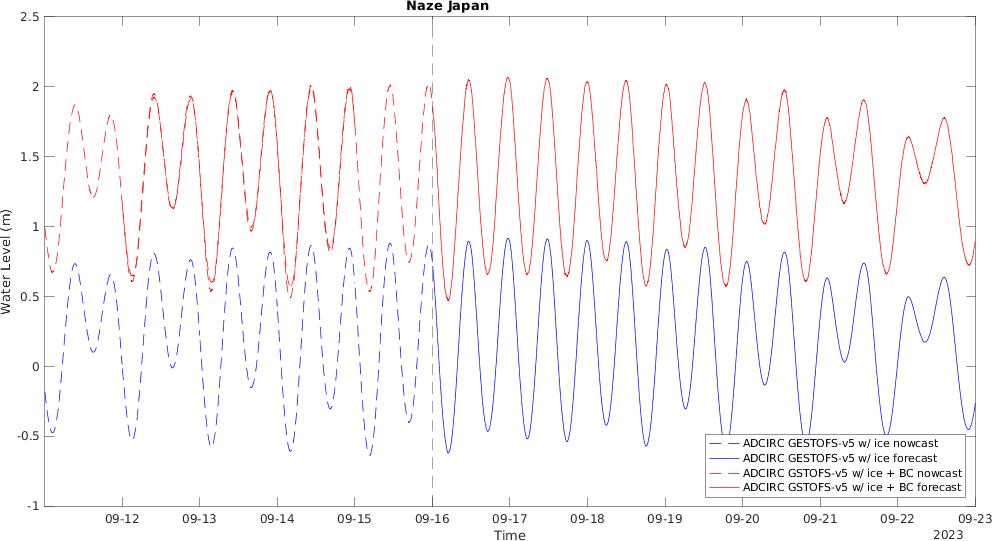 Naze Japan
2.5
2
1.5
1
0.5
0
-0.5
-1
Water Level (m)
ADCIRC GESTOFS-v5 w/ ice nowcast
ADCIRC GESTOFS-v5 w/ ice forecast
ADCIRC GSTOFS-v5 w/ ice + BC nowcast
ADCIRC GSTOFS-v5 w/ ice + BC forecast
09-12 09-13 09-14 09-15 09-16 09-17 09-18 09-19 09-20 09-21 09-22 09-23
Time
2023